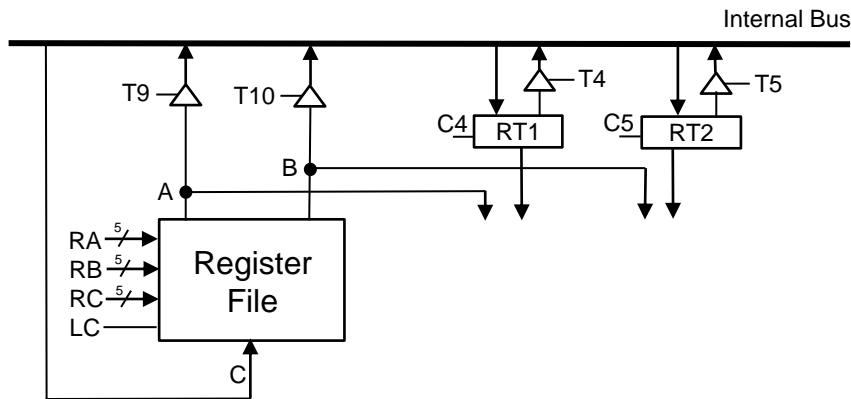 Internal Bus
T9
T10
T4
T5
C4
RT1
C5
RT2
B
A
RA
5
RB
5
RC
5
LC
Register
File
C